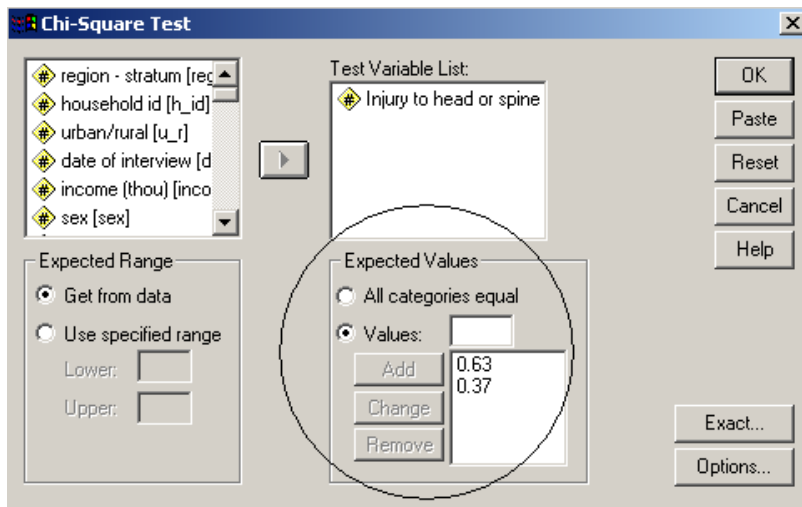 Chi-Square Test
region - stratum [reg
household id [h_id]
urban/rural [u_r]
date of interview [d
income (thou) [inco
sex [sex]
Test Variable List:
Injury to head or spine
OK
Paste
Reset
Cancel
Help
Expected Range
Get from data
Use specified range
Lower:
Upper:
Expected Values
All categories equal
Values:
Add
Change
Remove
0.63
0.37
Exact...
Options...